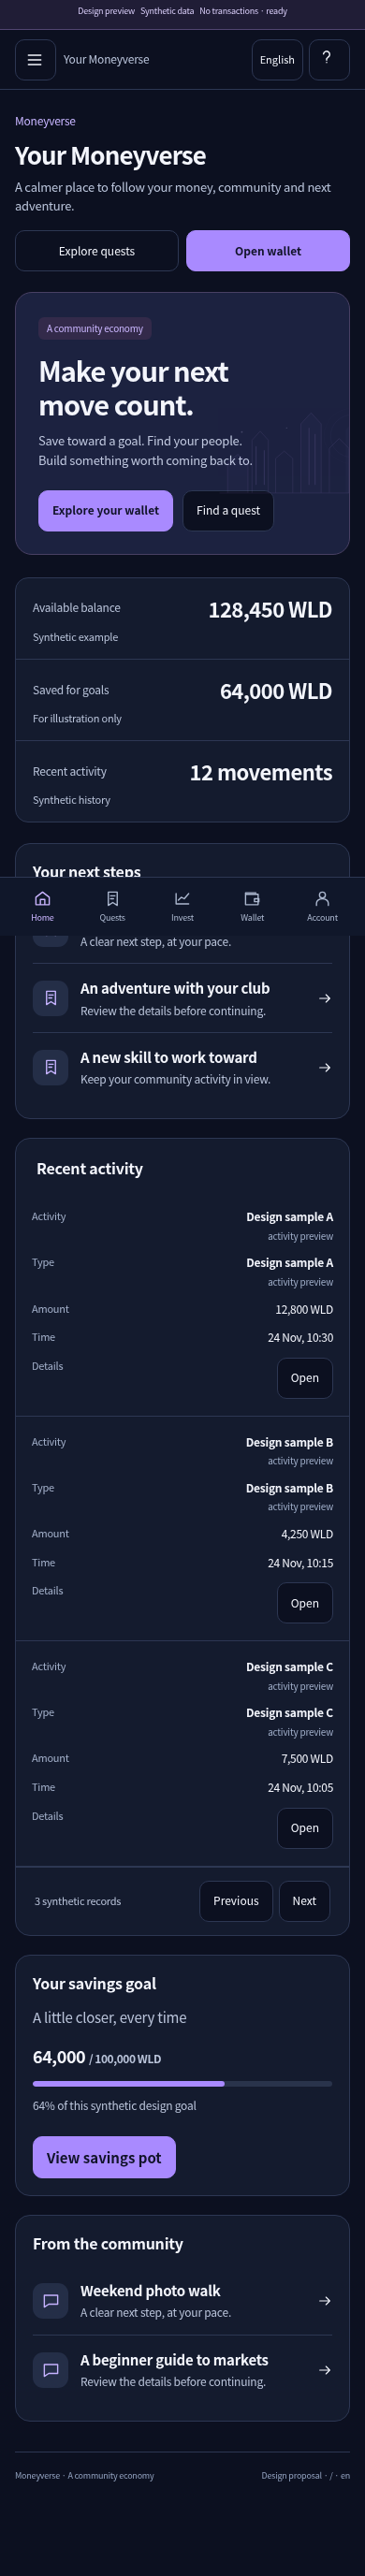 Design preview Synthetic data No transactions · ready
Your Moneyverse
English
?
Moneyverse
Your Moneyverse
A calmer place to follow your money, community and next
adventure.
Explore quests
Open wallet
A community economy
Make your next
move count.
Save toward a goal. Find your people.
Build something worth coming back to.
Explore your wallet
Find a quest
Available balance
128,450 WLD
Synthetic example
Saved for goals
64,000 WLD
For illustration only
Recent activity
12 movements
Synthetic history
Your next steps
Home
Quests
Invest
Wallet
Account
A clear next step, at your pace.
An adventure with your club
Review the details before continuing.
A new skill to work toward
Keep your community activity in view.
Recent activity
Activity
Design sample A
activity preview
Type
Design sample A
activity preview
Amount
12,800 WLD
Time
24 Nov, 10:30
Details
Open
Activity
Design sample B
activity preview
Type
Design sample B
activity preview
Amount
4,250 WLD
Time
24 Nov, 10:15
Details
Open
Activity
Design sample C
activity preview
Type
Design sample C
activity preview
Amount
7,500 WLD
Time
24 Nov, 10:05
Details
Open
3 synthetic records
Previous
Next
Your savings goal
A little closer, every time
64,000 / 100,000 WLD
64% of this synthetic design goal
View savings pot
From the community
Weekend photo walk
A clear next step, at your pace.
A beginner guide to markets
Review the details before continuing.
Moneyverse · A community economy
Design proposal · / · en